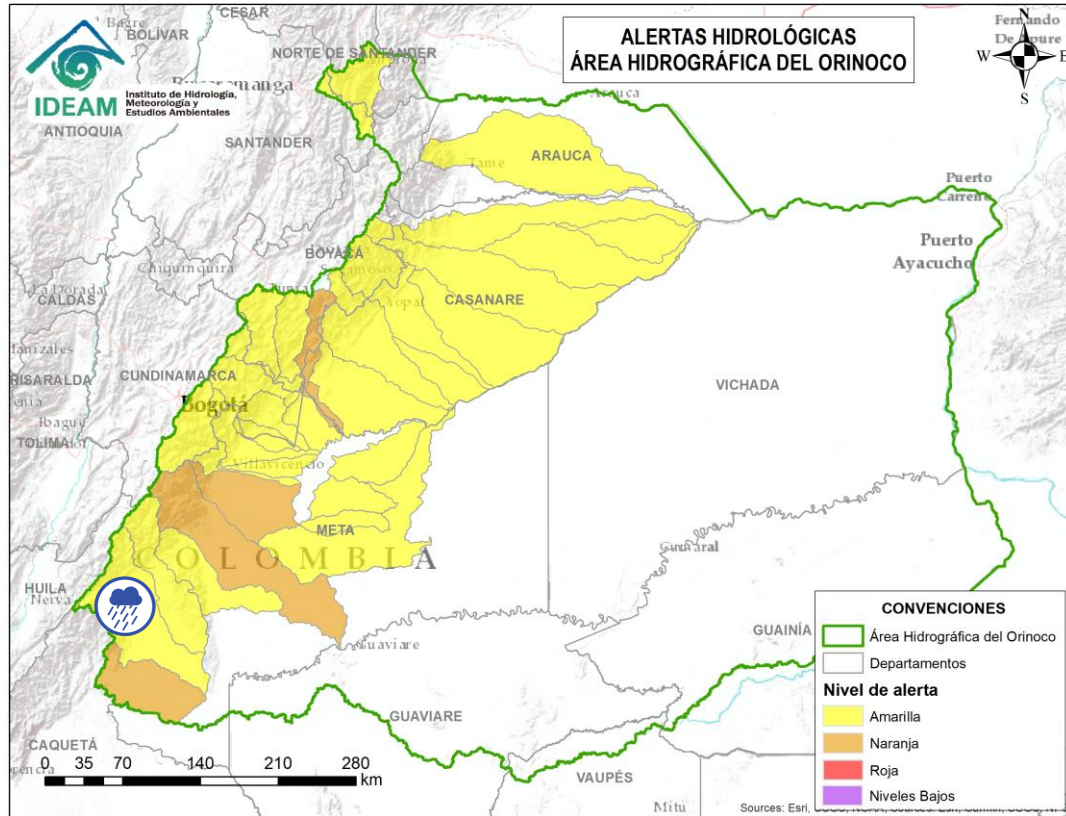 ALERTAS HIDROLÓGICAS
ÁREA HIDROGRÁFICA DEL ORINOCO
N
W
E
S
IDEAM
Instituto de Hidrología,
Meteorología y
Estudios Ambientales
CESAR
Bagre
BOLÍVAR
NORTE DE SANTANDER
ANTIOQUIA
SANTANDER
Arauca
ARAUCA
Tame
Puerto
Carreño
Puerto
Ayacucho
BOYACÁ
Chiquinquira
Tunja
La Dorada
CALDAS
Yopal
CASANARE
VICHADA
CUNDINAMARCA
Bogotá
Ibagué
TOLIMA
Villavicencio
META
COLOMBIA
HUILA
Neiva
Guaviare
GUAINÍA
GUAVIARE
CAQUETÁ
VAUPÉS
Mitú
0 35 70 140 210 280
km
CONVENCIONES
Área Hidrográfica del Orinoco
Departamentos
Nivel de alerta
Amarilla
Naranja
Roja
Niveles Bajos
Sources: Esri,